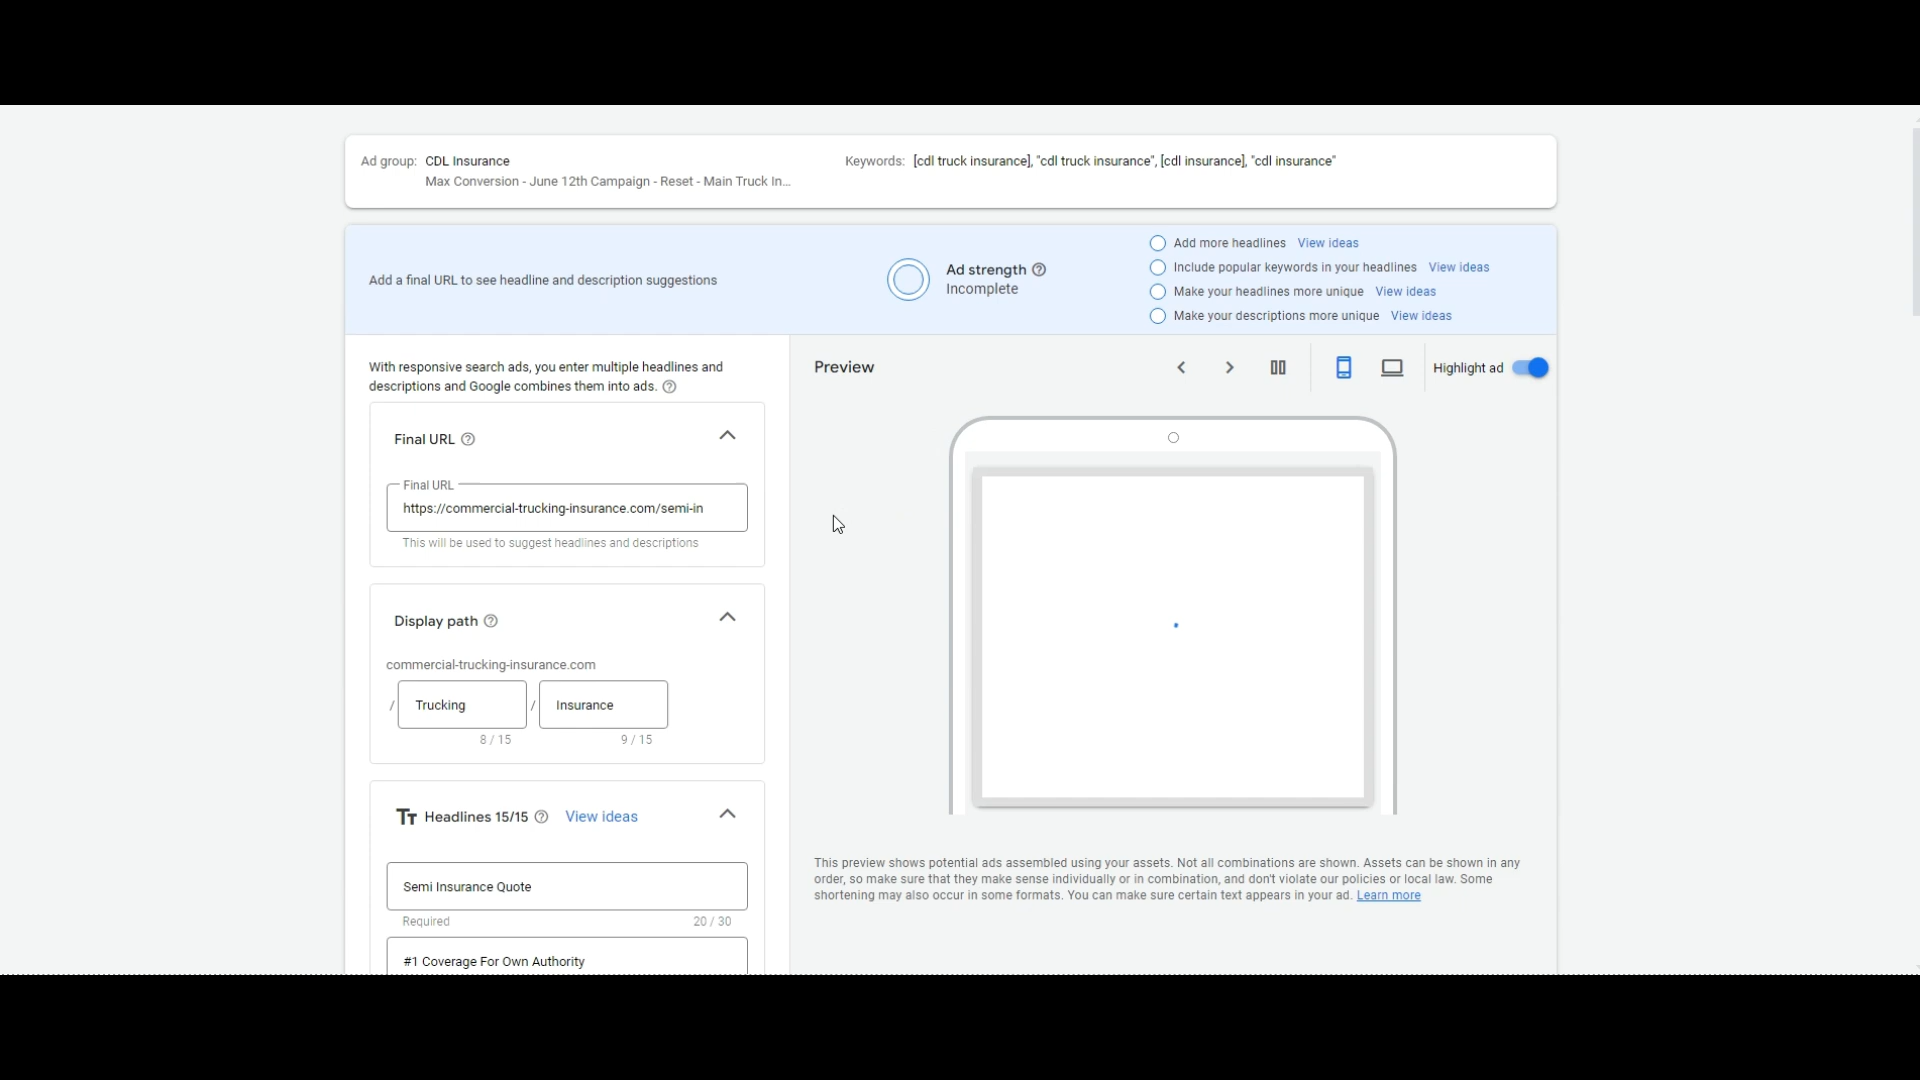 Ad group: CDL Insurance
Max Conversion - June 12th Campaign - Reset - Main Truck In...
Keywords: [cdl truck insurance], "cdl truck insurance", [cdl insurance], "cdl insurance"
Add a final URL to see headline and description suggestions
Ad strength
Incomplete
Add more headlines View ideas
Include popular keywords in your headlines View ideas
Make your headlines more unique View ideas
Make your descriptions more unique View ideas
With responsive search ads, you enter multiple headlines and
descriptions and Google combines them into ads.
Final URL
Final URL
https://commercial-trucking-insurance.com/semi-in
This will be used to suggest headlines and descriptions
Display path
commercial-trucking-insurance.com
/ Trucking / Insurance
8 / 15 9 / 15
Tt Headlines 15/15 View ideas
Semi Insurance Quote
Required 20 / 30
#1 Coverage For Own Authority
Preview
Highlight ad
This preview shows potential ads assembled using your assets. Not all combinations are shown. Assets can be shown in any
order, so make sure that they make sense individually or in combination, and don't violate our policies or local law. Some
shortening may also occur in some formats. You can make sure certain text appears in your ad. Learn more